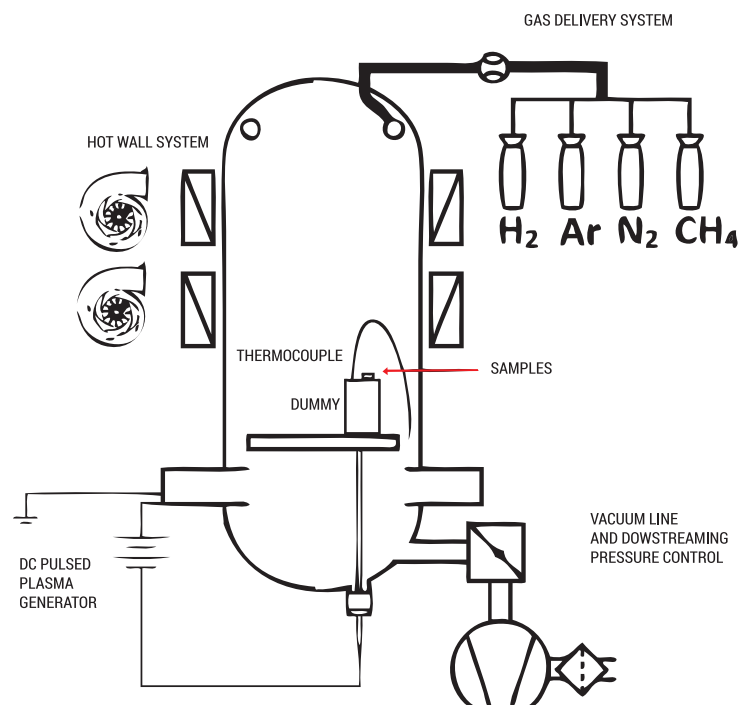 GAS DELIVERY SYSTEM
HOT WALL SYSTEM
H₂ Ar N₂ CH₄
THERMOCOUPLE
SAMPLES
DUMMY
VACUUM LINE
AND DOWSTREAMING
PRESSURE CONTROL
DC PULSED
PLASMA
GENERATOR